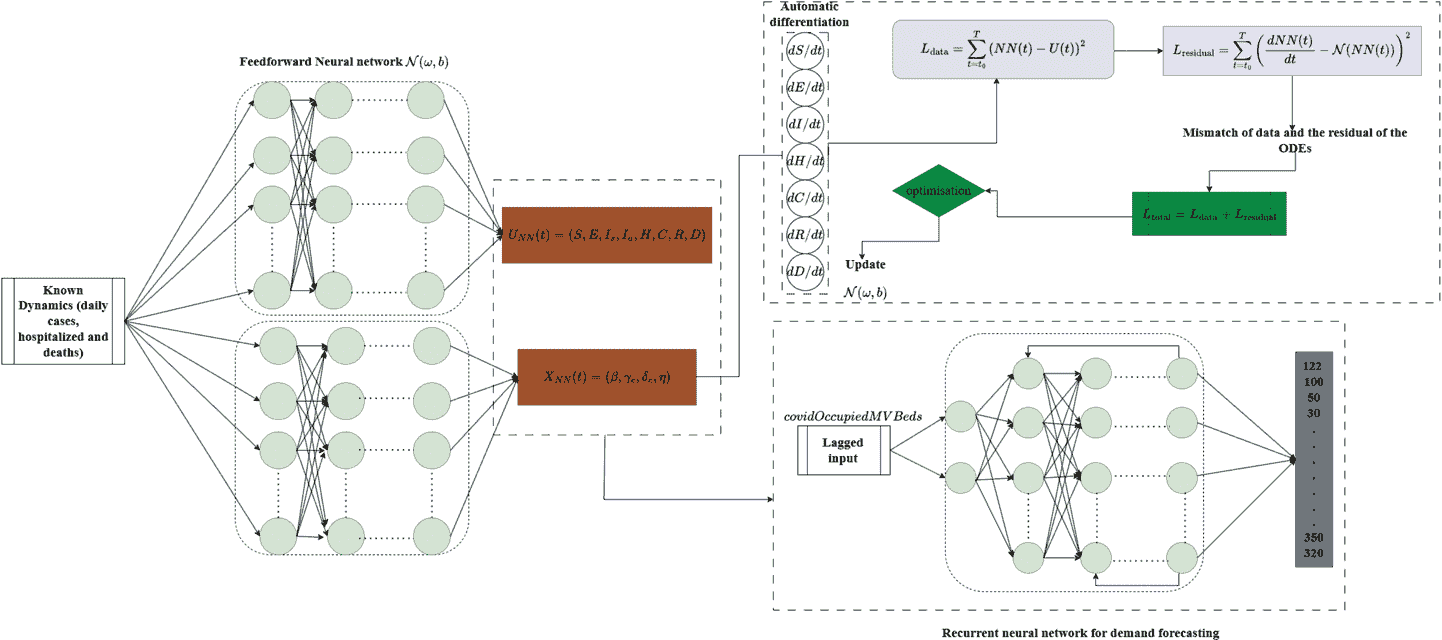 Feedforward Neural network 𝒩(ω, b)
Known
Dynamics (daily
cases,
hospitalized and
deaths)
U_NN(t) = (S, E, I_s, I_a, H, C, R, D)
X_NN(t) = (β, γ_c, δ_c, η)
Automatic
differentiation
dS/dt
dE/dt
dI/dt
dH/dt
dC/dt
dR/dt
dD/dt
L_data = ∑_{t=t_0}^{T} (NN(t) − U(t))^2
L_residual = ∑_{t=t_0}^{T} (dNN(t)/dt − 𝒩(NN(t)))^2
Mismatch of data and the residual of the
ODEs
L_total = L_data + L_residual
optimisation
Update
𝒩(ω, b)
covidOccupiedMVBeds
Lagged
input
122
100
50
30
.
.
.
.
.
350
320
Recurrent neural network for demand forecasting